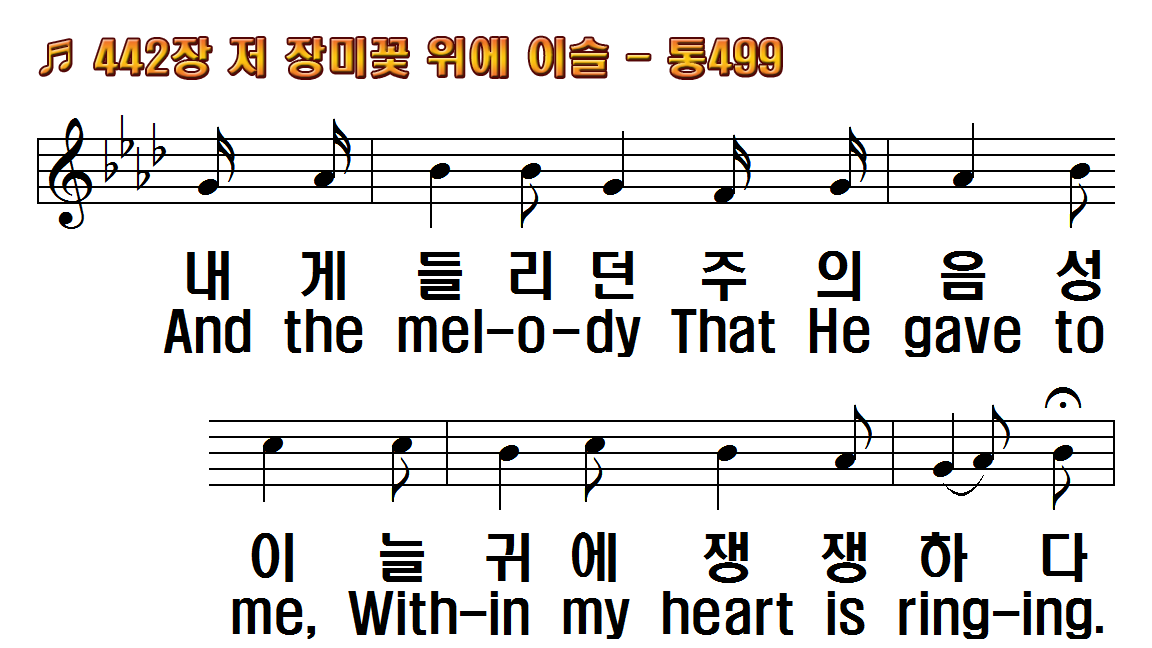 ♬ 442장 저 장미꽃 위에 이슬 - 통499
내 게 들 리 던 주 의 음 성
And the mel-o-dy That He gave to
이 늘 귀 에 쟁 쟁 하 다
me, With-in my heart is ring-ing.